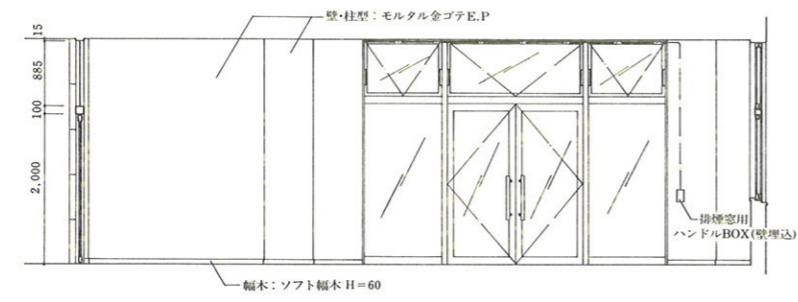 壁・柱型：モルタル金ゴテE.P
15
885
100
2,000
排煙窓用
ハンドルBOX(壁埋込)
幅木：ソフト幅木 H=60